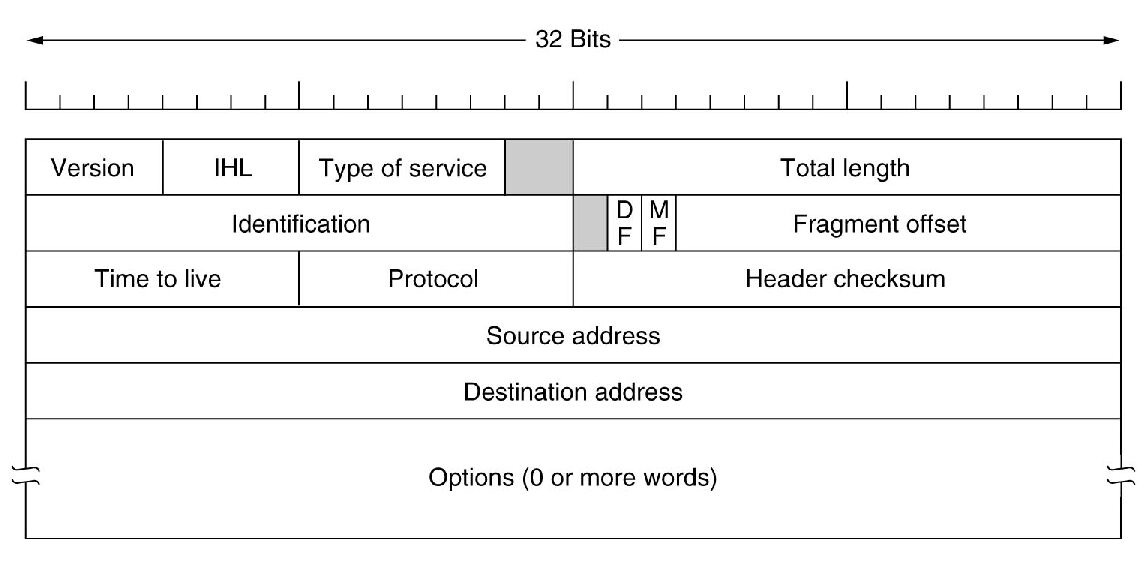 32 Bits
Version IHL Type of service Total length
Identification D F M F Fragment offset
Time to live Protocol Header checksum
Source address
Destination address
Options (0 or more words)